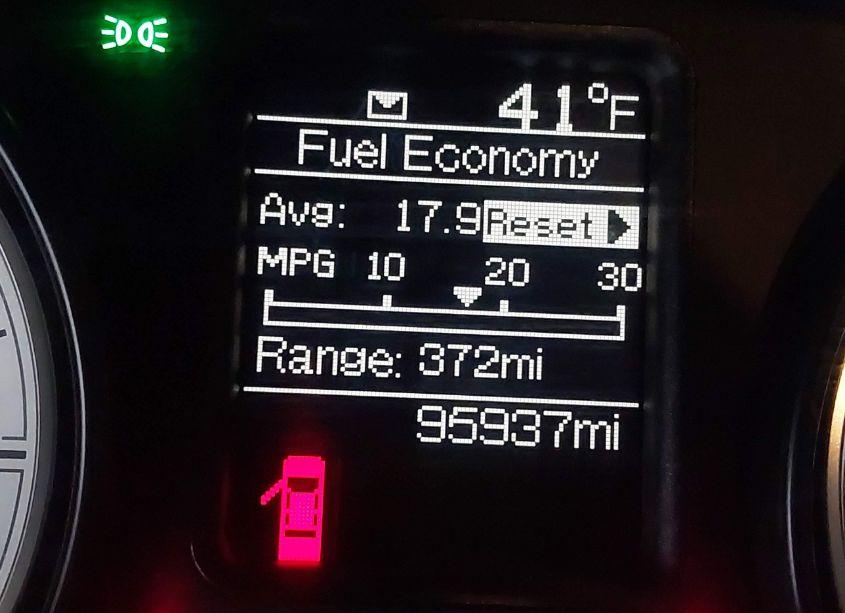 41°F
Fuel Economy
Avg: 17.9 Reset
MPG 10 20 30
Range: 372mi
95937mi